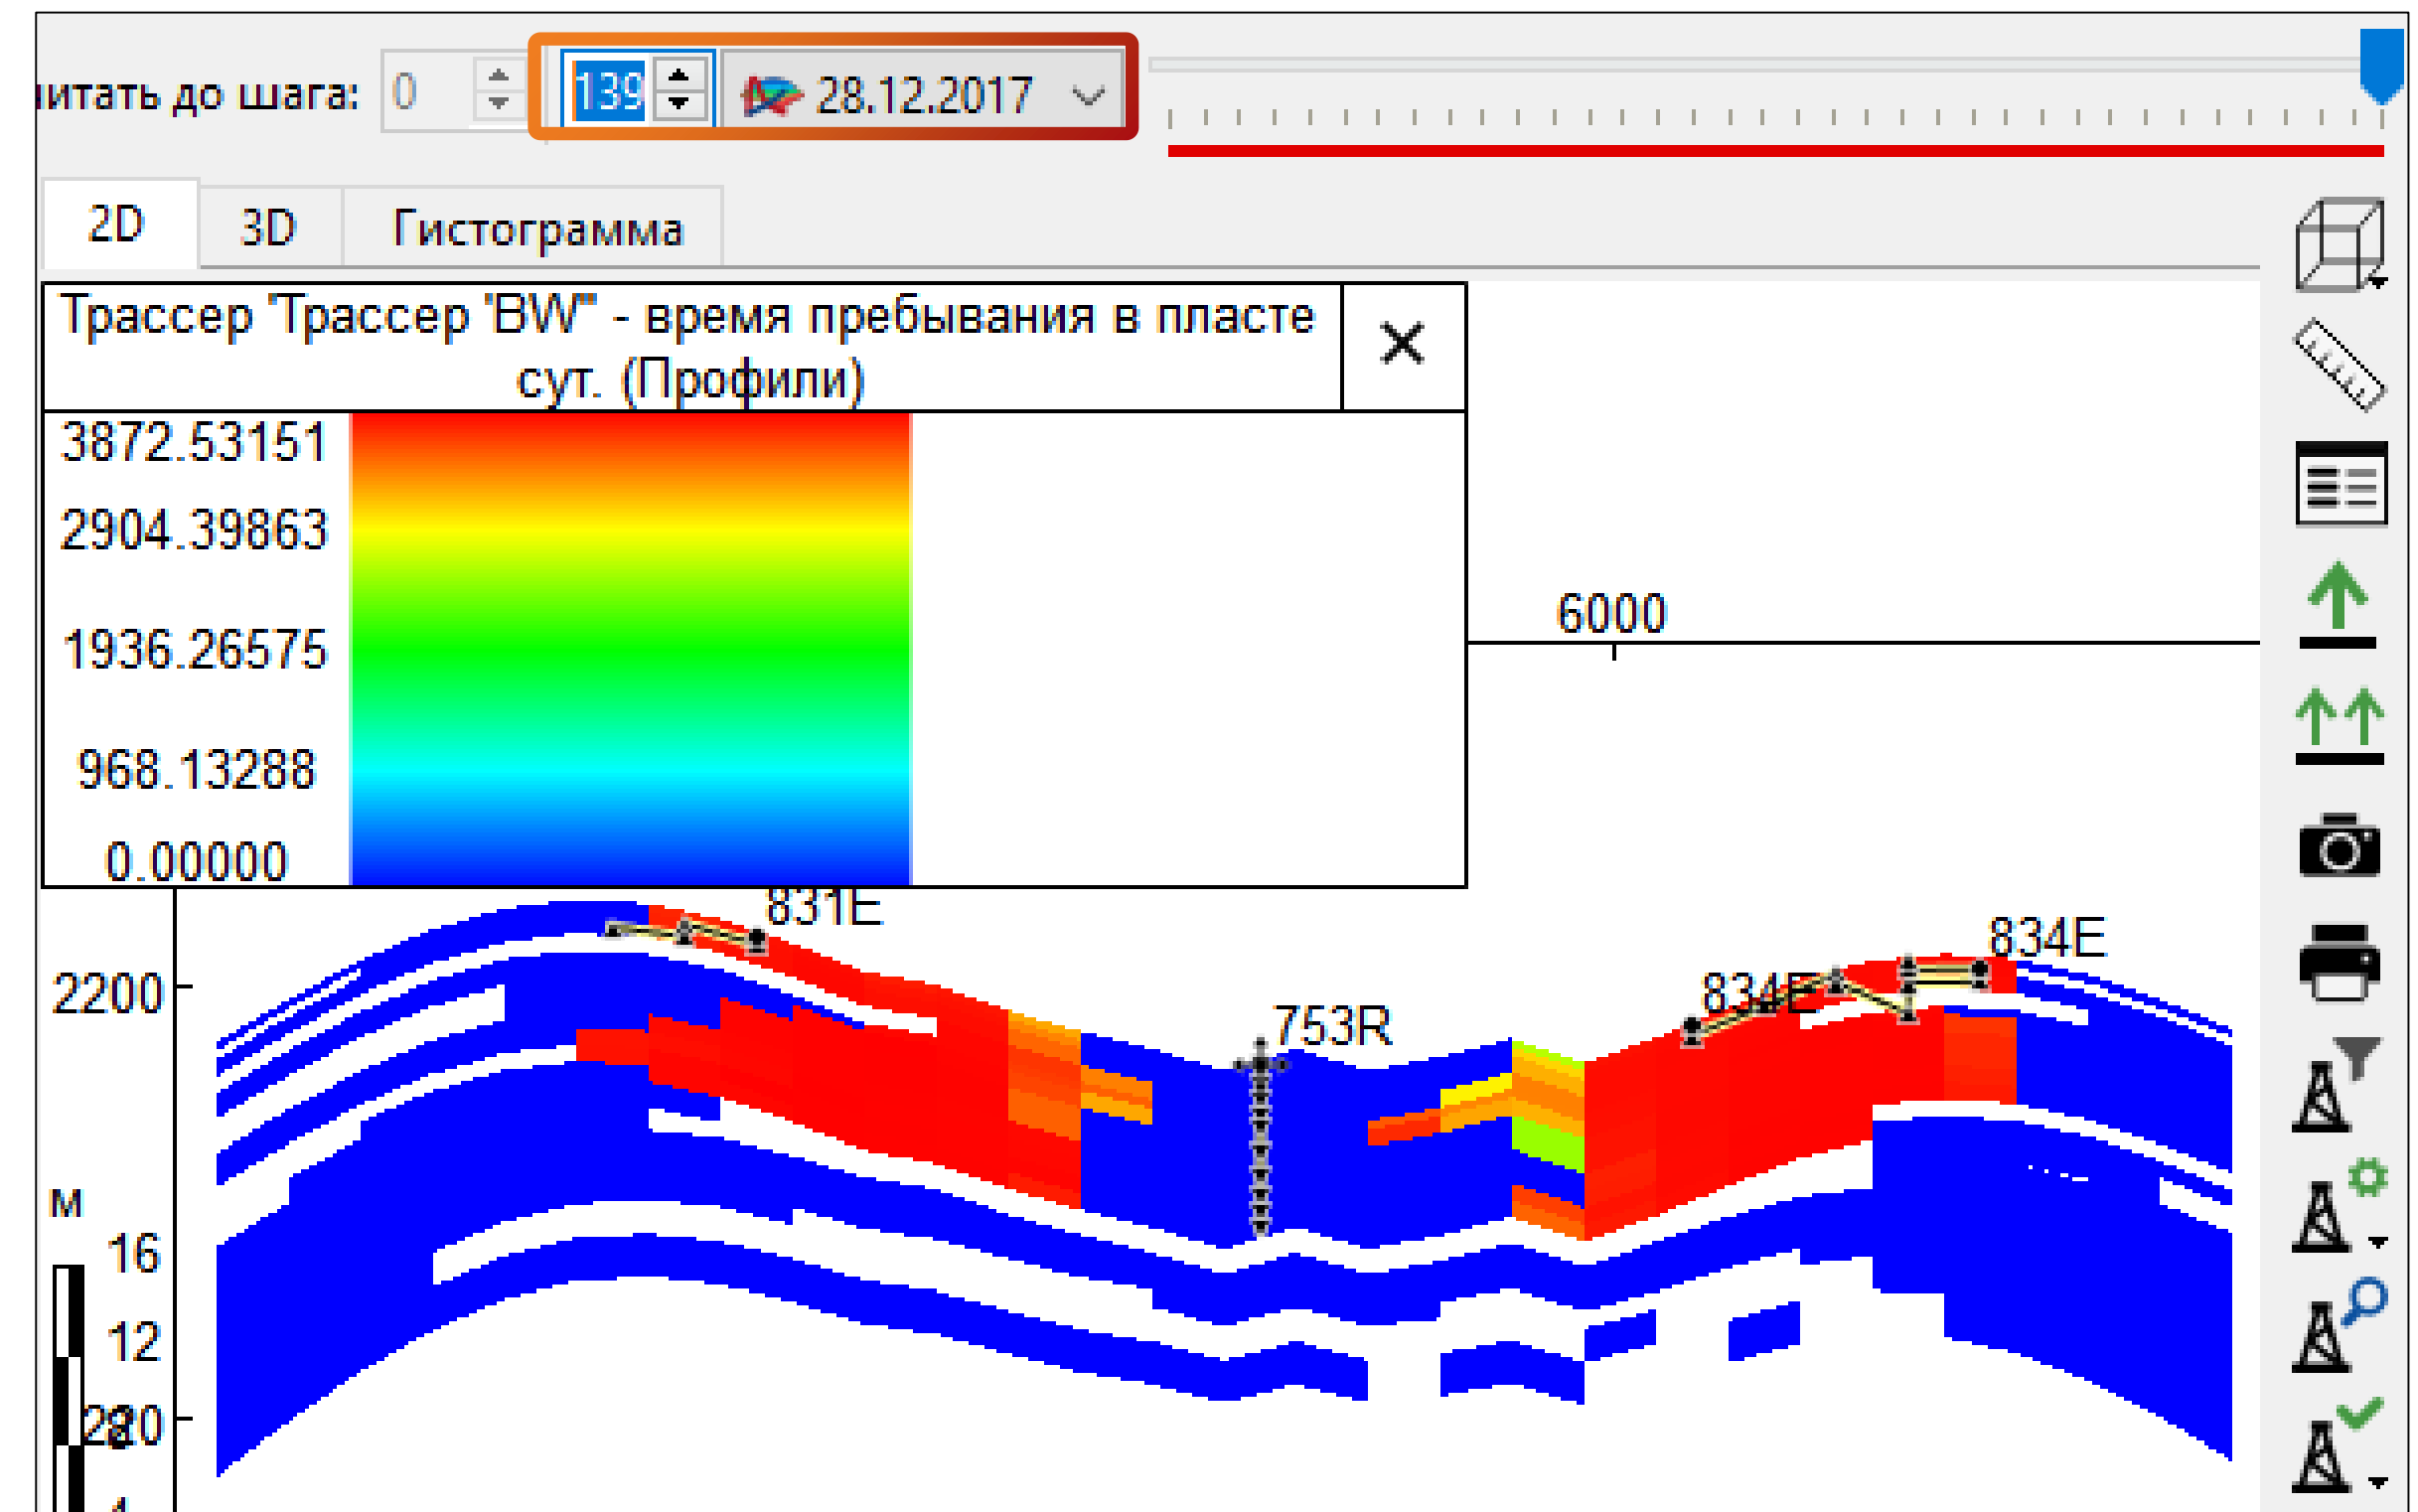 итать до шага: 0 139 28.12.2017
2D 3D Гистограмма
Трассер 'Трассер 'BW'' - время пребывания в пласте
сут. (Профили)
3872.53151
2904.39863
1936.26575
968.13288
0.00000
6000
831E
834E
834E
753R
2200
м
16
12